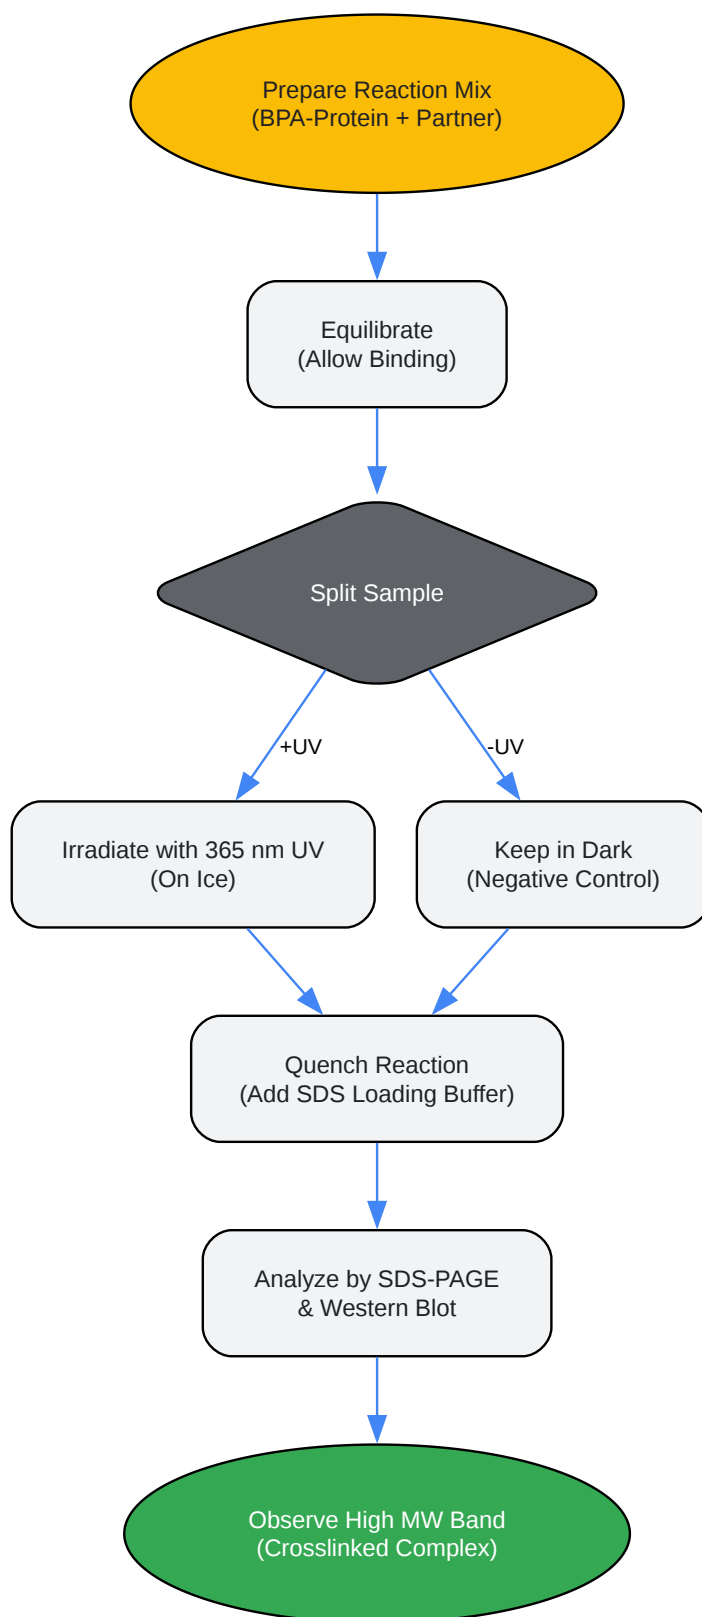 Prepare Reaction Mix
(BPA-Protein + Partner)
Equilibrate
(Allow Binding)
Split Sample
+UV
-UV
Irradiate with 365 nm UV
(On Ice)
Keep in Dark
(Negative Control)
Quench Reaction
(Add SDS Loading Buffer)
Analyze by SDS-PAGE
& Western Blot
Observe High MW Band
(Crosslinked Complex)